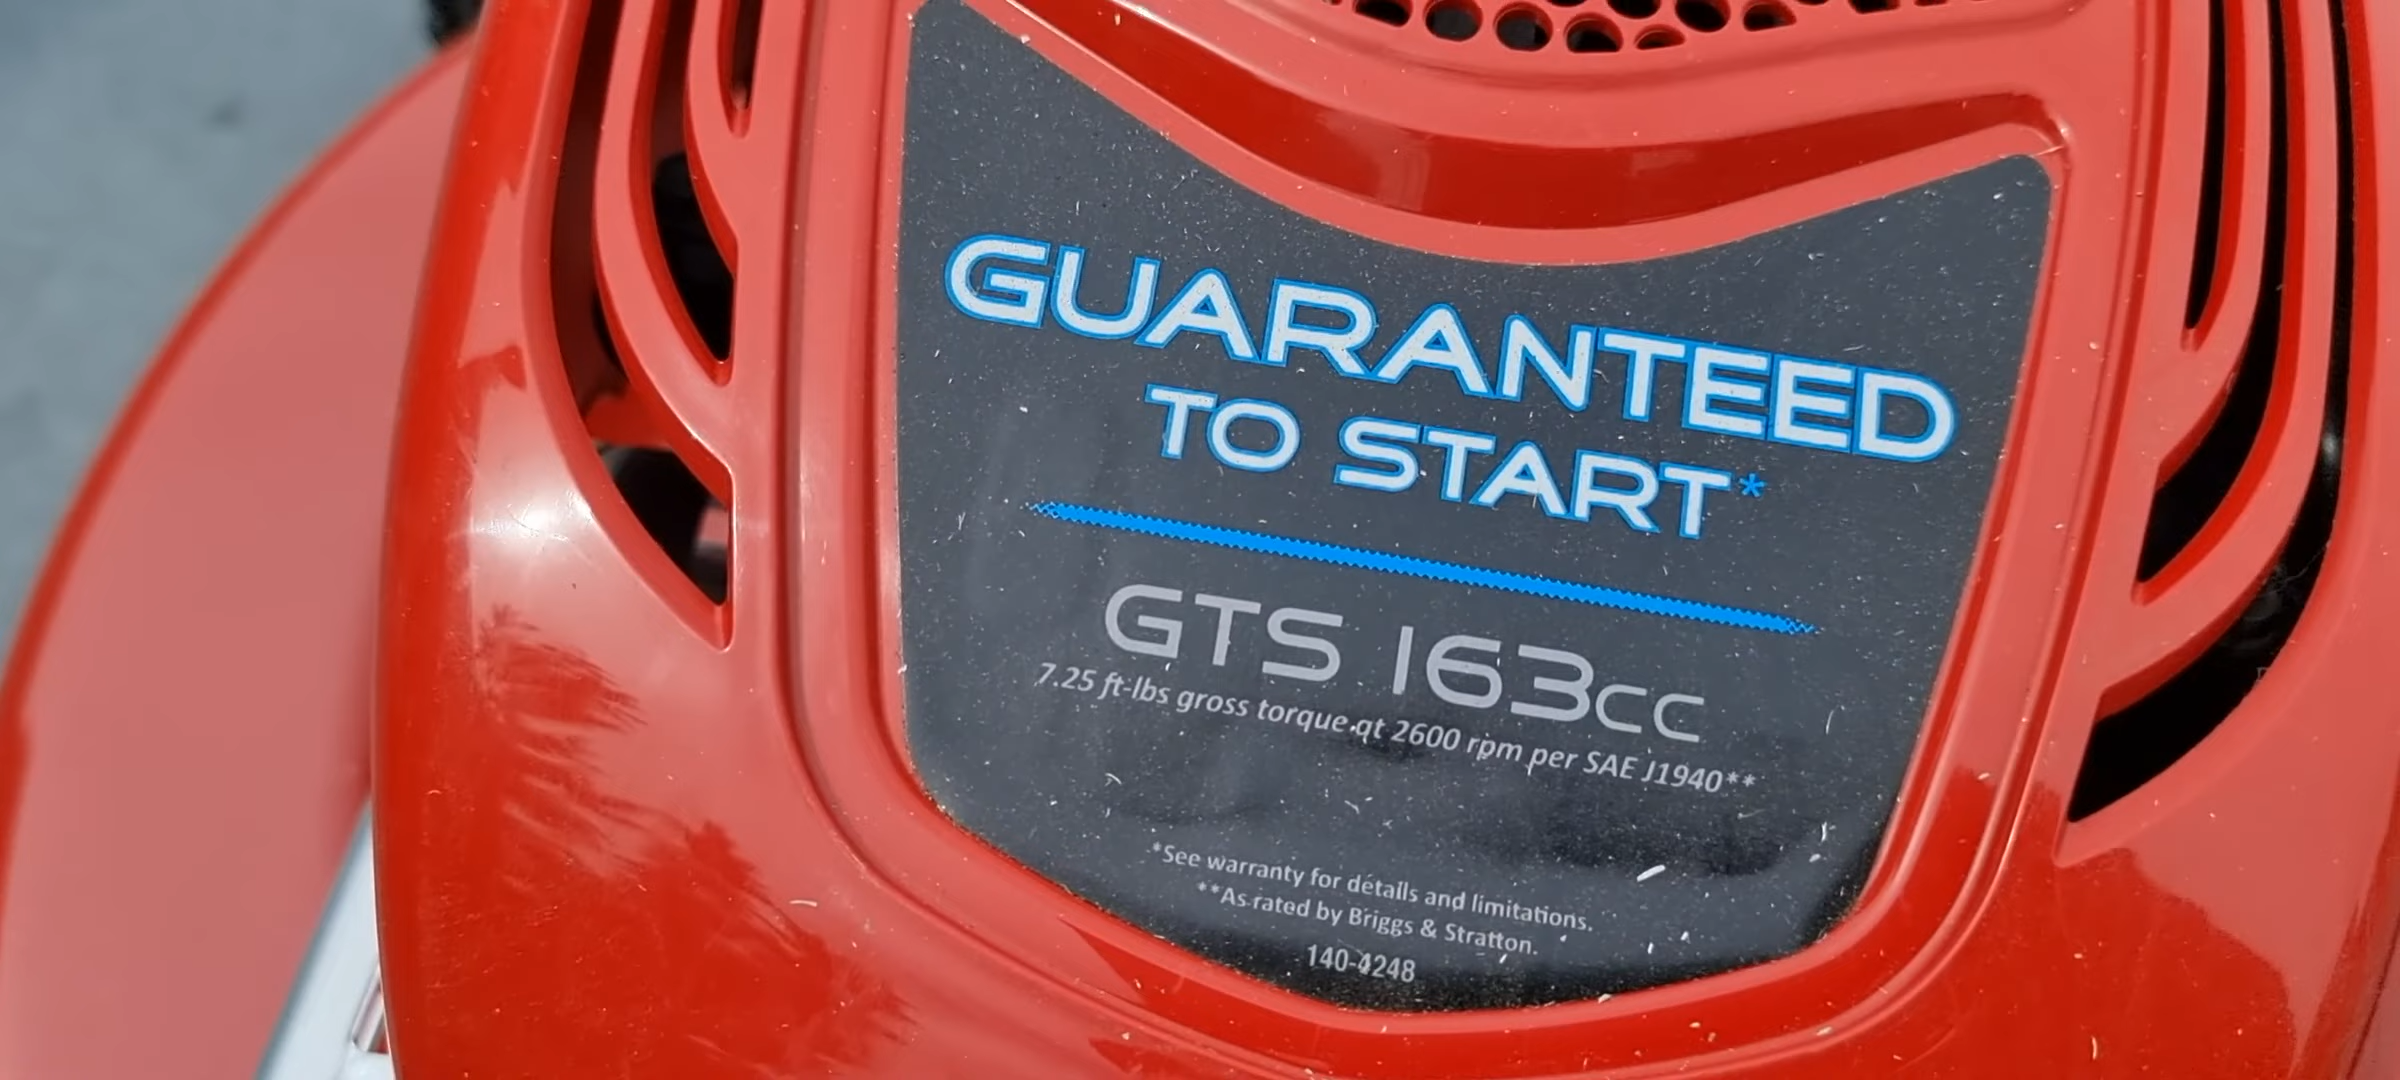 GUARANTEED
TO START*
GTS 163cc
7.25 ft-lbs gross torque at 2600 rpm per SAE J1940**
*See warranty for details and limitations.
**As rated by Briggs & Stratton.
140-4248